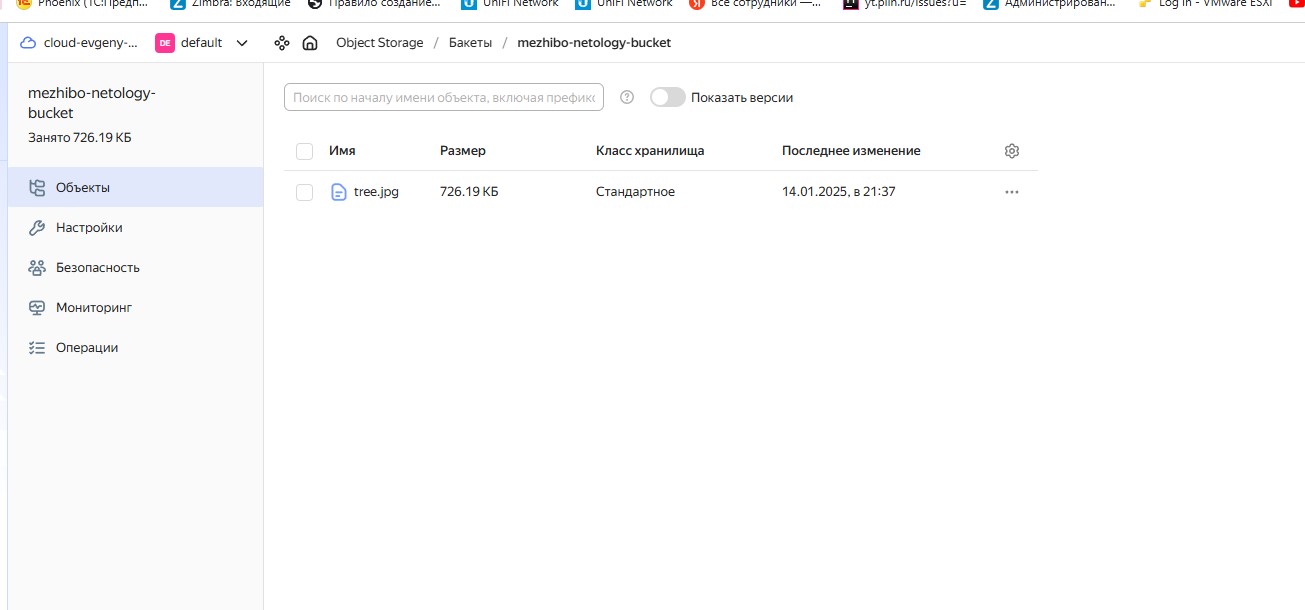 Phoenix (1С:Предп... Zimbra: Входящие Правило создание... UniFi Network UniFi Network Все сотрудники —... yt.plin.ru/issues?u= Администрирован... Log in - VMware ESXi
cloud-evgeny-... DE default Object Storage / Бакеты / mezhibo-netology-bucket
mezhibo-netology-
bucket
Занято 726.19 КБ
Объекты
Настройки
Безопасность
Мониторинг
Операции
Поиск по началу имени объекта, включая префикс Показать версии
Имя Размер Класс хранилища Последнее изменение
tree.jpg 726.19 КБ Стандартное 14.01.2025, в 21:37